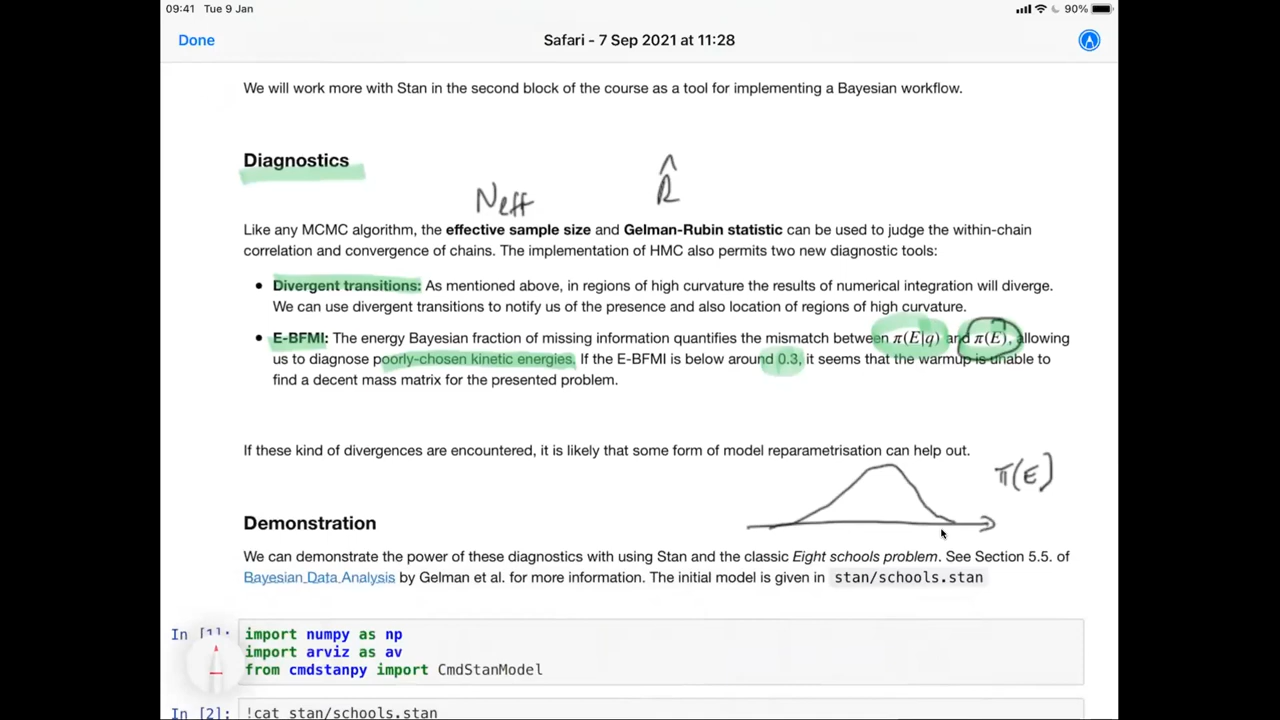 09:41 Tue 9 Jan 90%
Done Safari - 7 Sep 2021 at 11:28
We will work more with Stan in the second block of the course as a tool for implementing a Bayesian workflow.
Diagnostics
Neff R̂
Like any MCMC algorithm, the effective sample size and Gelman-Rubin statistic can be used to judge the within-chain
correlation and convergence of chains. The implementation of HMC also permits two new diagnostic tools:
• Divergent transitions: As mentioned above, in regions of high curvature the results of numerical integration will diverge.
We can use divergent transitions to notify us of the presence and also location of regions of high curvature.
• E-BFMI: The energy Bayesian fraction of missing information quantifies the mismatch between π(E|q) and π(E), allowing
us to diagnose poorly-chosen kinetic energies. If the E-BFMI is below around 0.3, it seems that the warmup is unable to
find a decent mass matrix for the presented problem.
If these kind of divergences are encountered, it is likely that some form of model reparametrisation can help out.
π(E)
Demonstration
We can demonstrate the power of these diagnostics with using Stan and the classic Eight schools problem. See Section 5.5. of
Bayesian Data Analysis by Gelman et al. for more information. The initial model is given in stan/schools.stan
In [1]: import numpy as np
import arviz as av
from cmdstanpy import CmdStanModel
In [2]: !cat stan/schools.stan